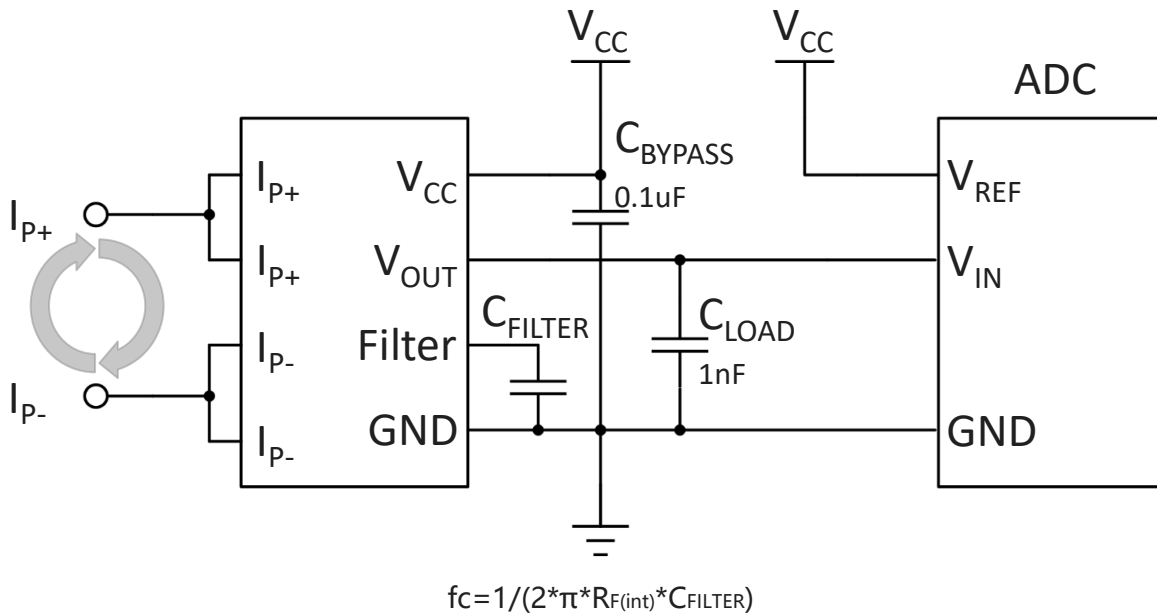 VCC
VCC
ADC
IP+
IP+
VCC
CBYPASS
0.1uF
VREF
IP+
VOUT
VIN
IP-
Filter
CFILTER
CLOAD
1nF
IP-
IP-
GND
GND
fc=1/(2*π*RF(int)*CFILTER)